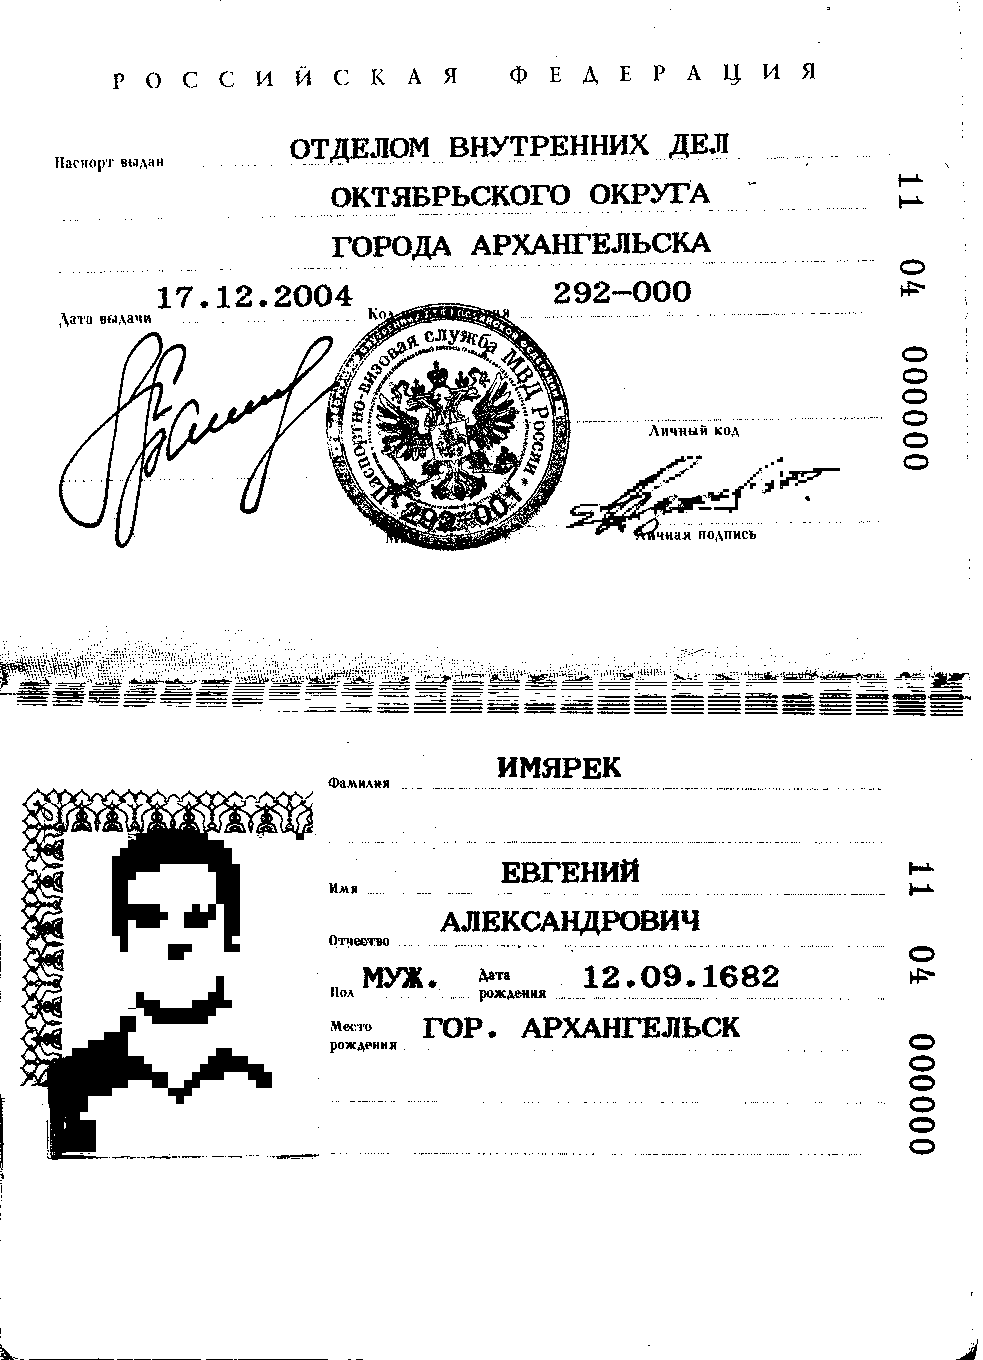 РОССИЙСКАЯ ФЕДЕРАЦИЯ
Паспорт выдан ОТДЕЛОМ ВНУТРЕННИХ ДЕЛ
ОКТЯБРЬСКОГО ОКРУГА
ГОРОДА АРХАНГЕЛЬСКА
Дата выдачи 17.12.2004 292-000
Паспортно-визовая служба МВД России * 292-001 *
Личный код
Личная подпись
11 04 000000
Фамилия ИМЯРЕК
Имя ЕВГЕНИЙ
Отчество АЛЕКСАНДРОВИЧ
Пол МУЖ. Дата рождения 12.09.1682
Место рождения ГОР. АРХАНГЕЛЬСК
11 04 000000